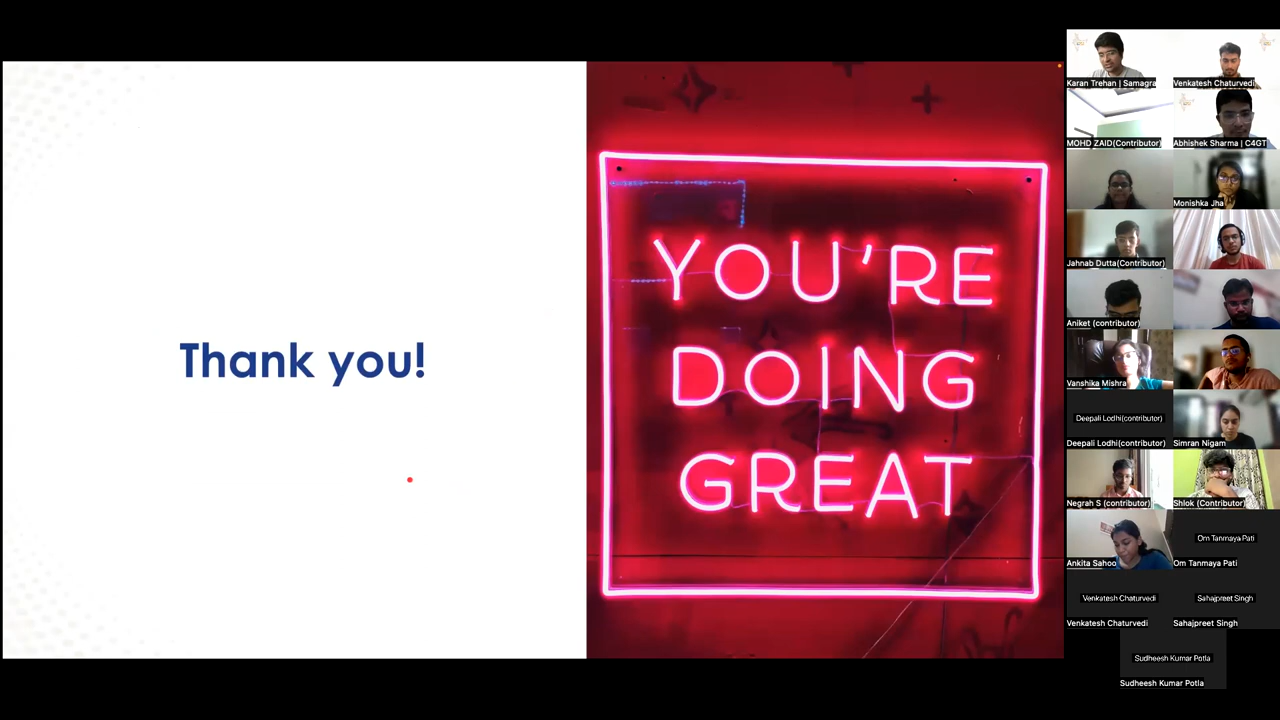 Thank you!
YOU'RE
DOING
GREAT
Karan Trehan | Samagra
Venkatesh Chaturvedi
MOHD ZAID(Contributor)
Abhishek Sharma | C4GT
Monishka Jha
Jahnab Dutta(Contributor)
Aniket (contributor)
Vanshika Mishra
Deepali Lodhi(contributor)
Deepali Lodhi(contributor)
Simran Nigam
Negrah S (contributor)
Shlok (Contributor)
Ankita Sahoo
Om Tanmaya Pati
Om Tanmaya Pati
Venkatesh Chaturvedi
Venkatesh Chaturvedi
Sahajpreet Singh
Sahajpreet Singh
Sudheesh Kumar Potla
Sudheesh Kumar Potla